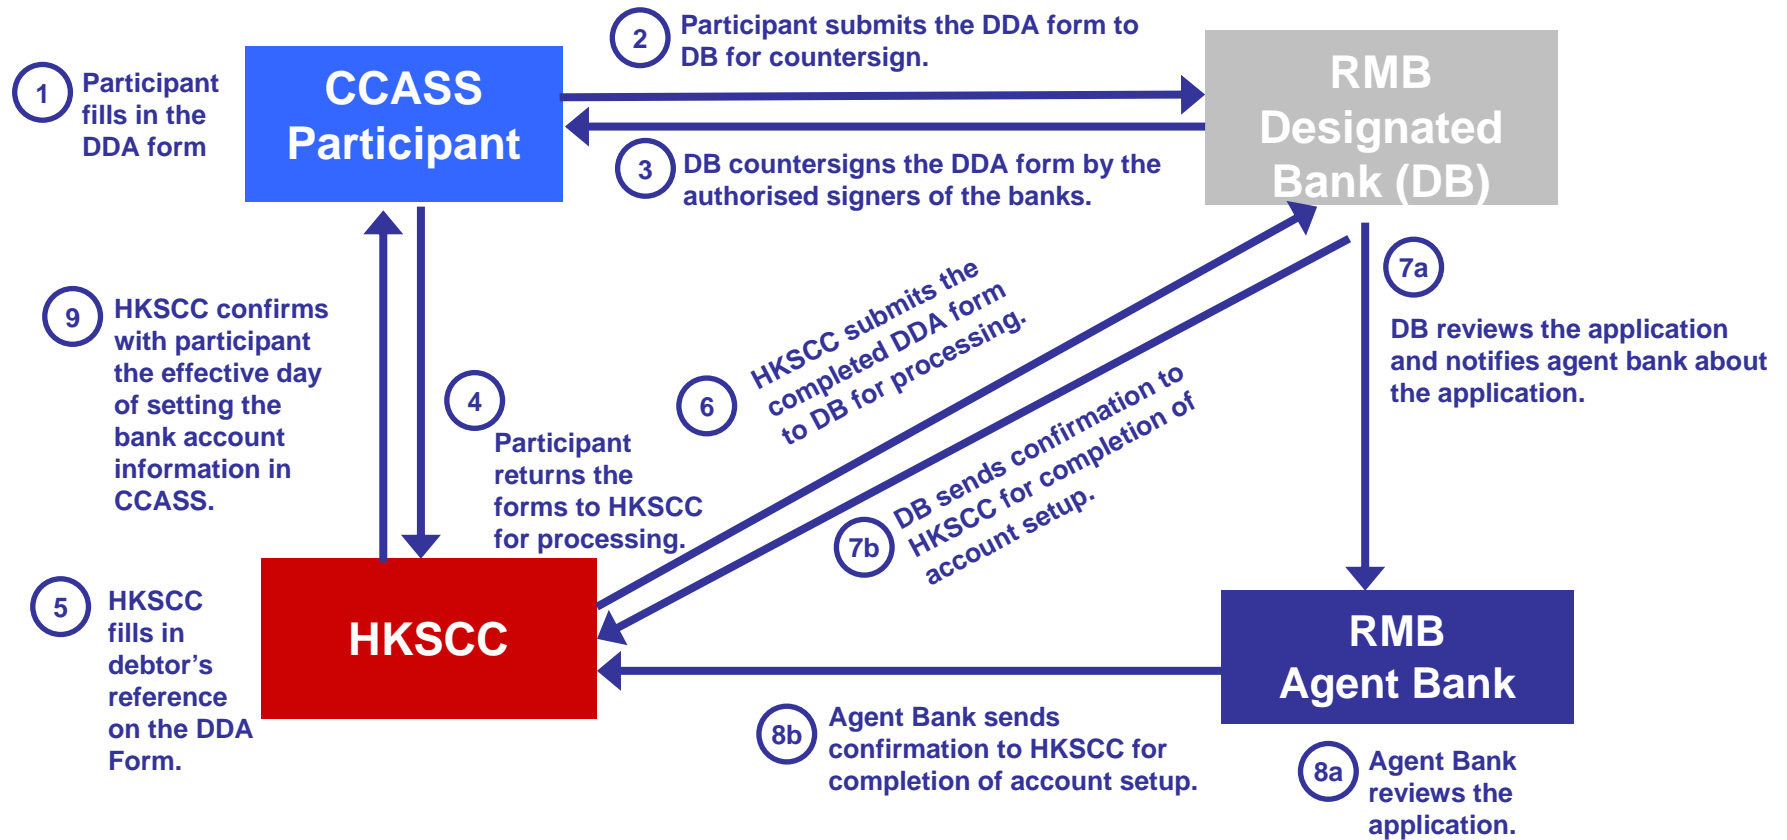 1
Participant
fills in the
DDA form
CCASS
Participant
2
Participant submits the DDA form to
DB for countersign.
3
DB countersigns the DDA form by the
authorised signers of the banks.
RMB
Designated
Bank (DB)
9
HKSCC confirms
with participant
the effective day
of setting the
bank account
information in
CCASS.
4
Participant
returns the
forms to HKSCC
for processing.
6
HKSCC submits the
completed DDA form
to DB for processing.
7b
DB sends confirmation to
HKSCC for completion of
account setup.
7a
DB reviews the application
and notifies agent bank about
the application.
5
HKSCC
fills in
debtor’s
reference
on the DDA
Form.
HKSCC
RMB
Agent Bank
8b
Agent Bank sends
confirmation to HKSCC for
completion of account setup.
8a
Agent Bank
reviews the
application.